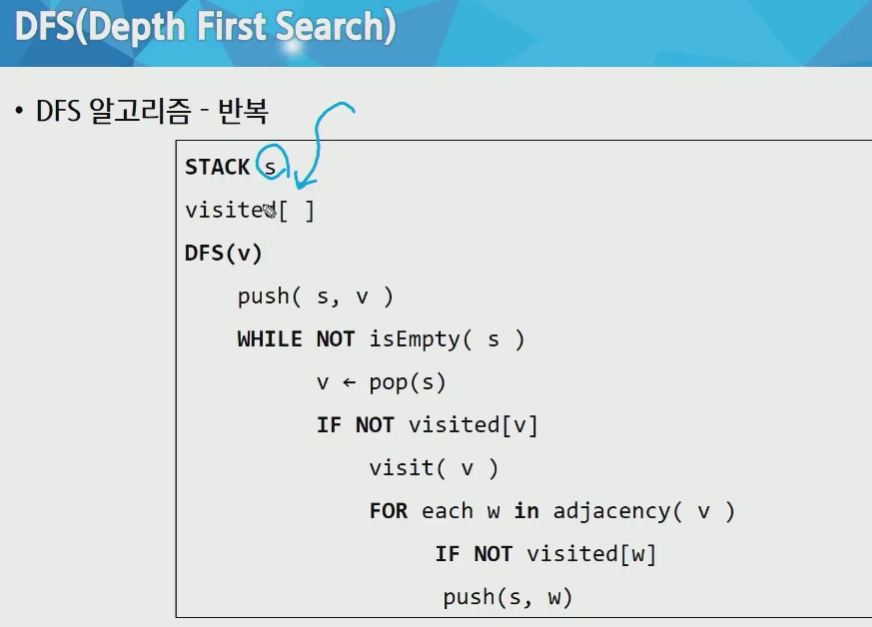 DFS(Depth First Search)
• DFS 알고리즘 - 반복
STACK s
visited[ ]
DFS(v)
push( s, v )
WHILE NOT isEmpty( s )
v ← pop(s)
IF NOT visited[v]
visit( v )
FOR each w in adjacency( v )
IF NOT visited[w]
push(s, w)